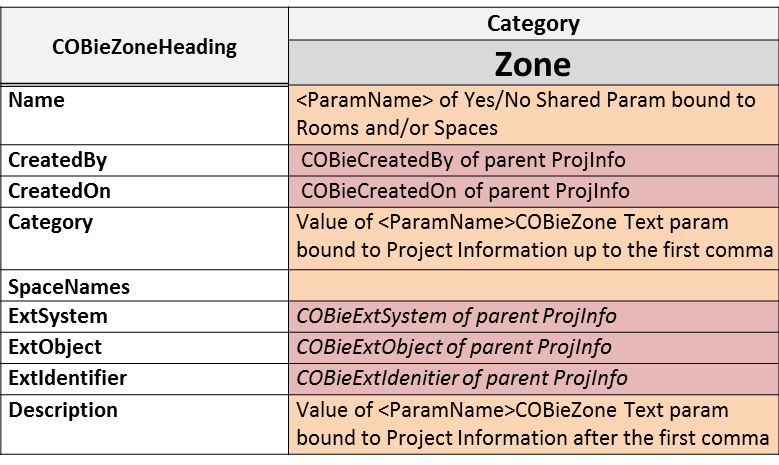 COBieZoneHeading
Category
Zone
Name
<ParamName> of Yes/No Shared Param bound to
Rooms and/or Spaces
CreatedBy
COBieCreatedBy of parent ProjInfo
CreatedOn
COBieCreatedOn of parent ProjInfo
Category
Value of <ParamName>COBieZone Text param
bound to Project Information up to the first comma
SpaceNames
ExtSystem
COBieExtSystem of parent ProjInfo
ExtObject
COBieExtObject of parent ProjInfo
ExtIdentifier
COBieExtIdenitier of parent ProjInfo
Description
Value of <ParamName>COBieZone Text param
bound to Project Information after the first comma